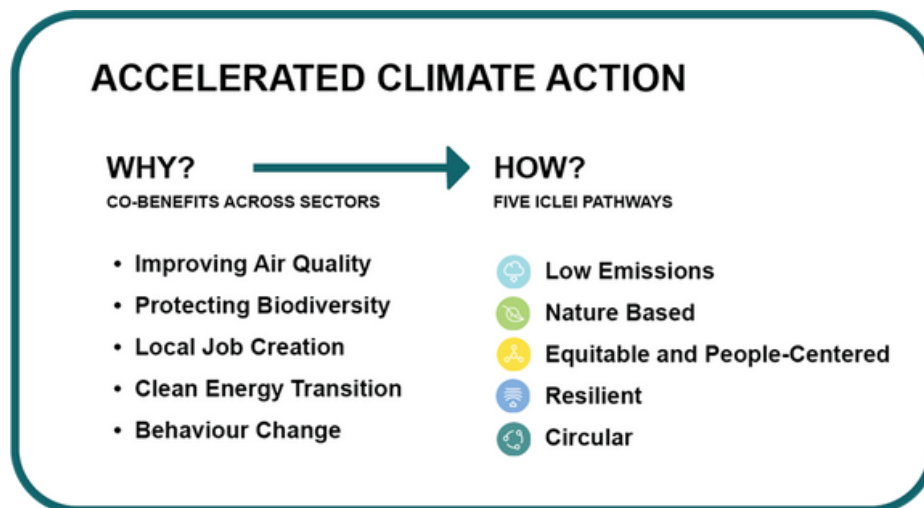 ACCELERATED CLIMATE ACTION
WHY?
CO-BENEFITS ACROSS SECTORS
• Improving Air Quality
• Protecting Biodiversity
• Local Job Creation
• Clean Energy Transition
• Behaviour Change
HOW?
FIVE ICLEI PATHWAYS
Low Emissions
Nature Based
Equitable and People-Centered
Resilient
Circular